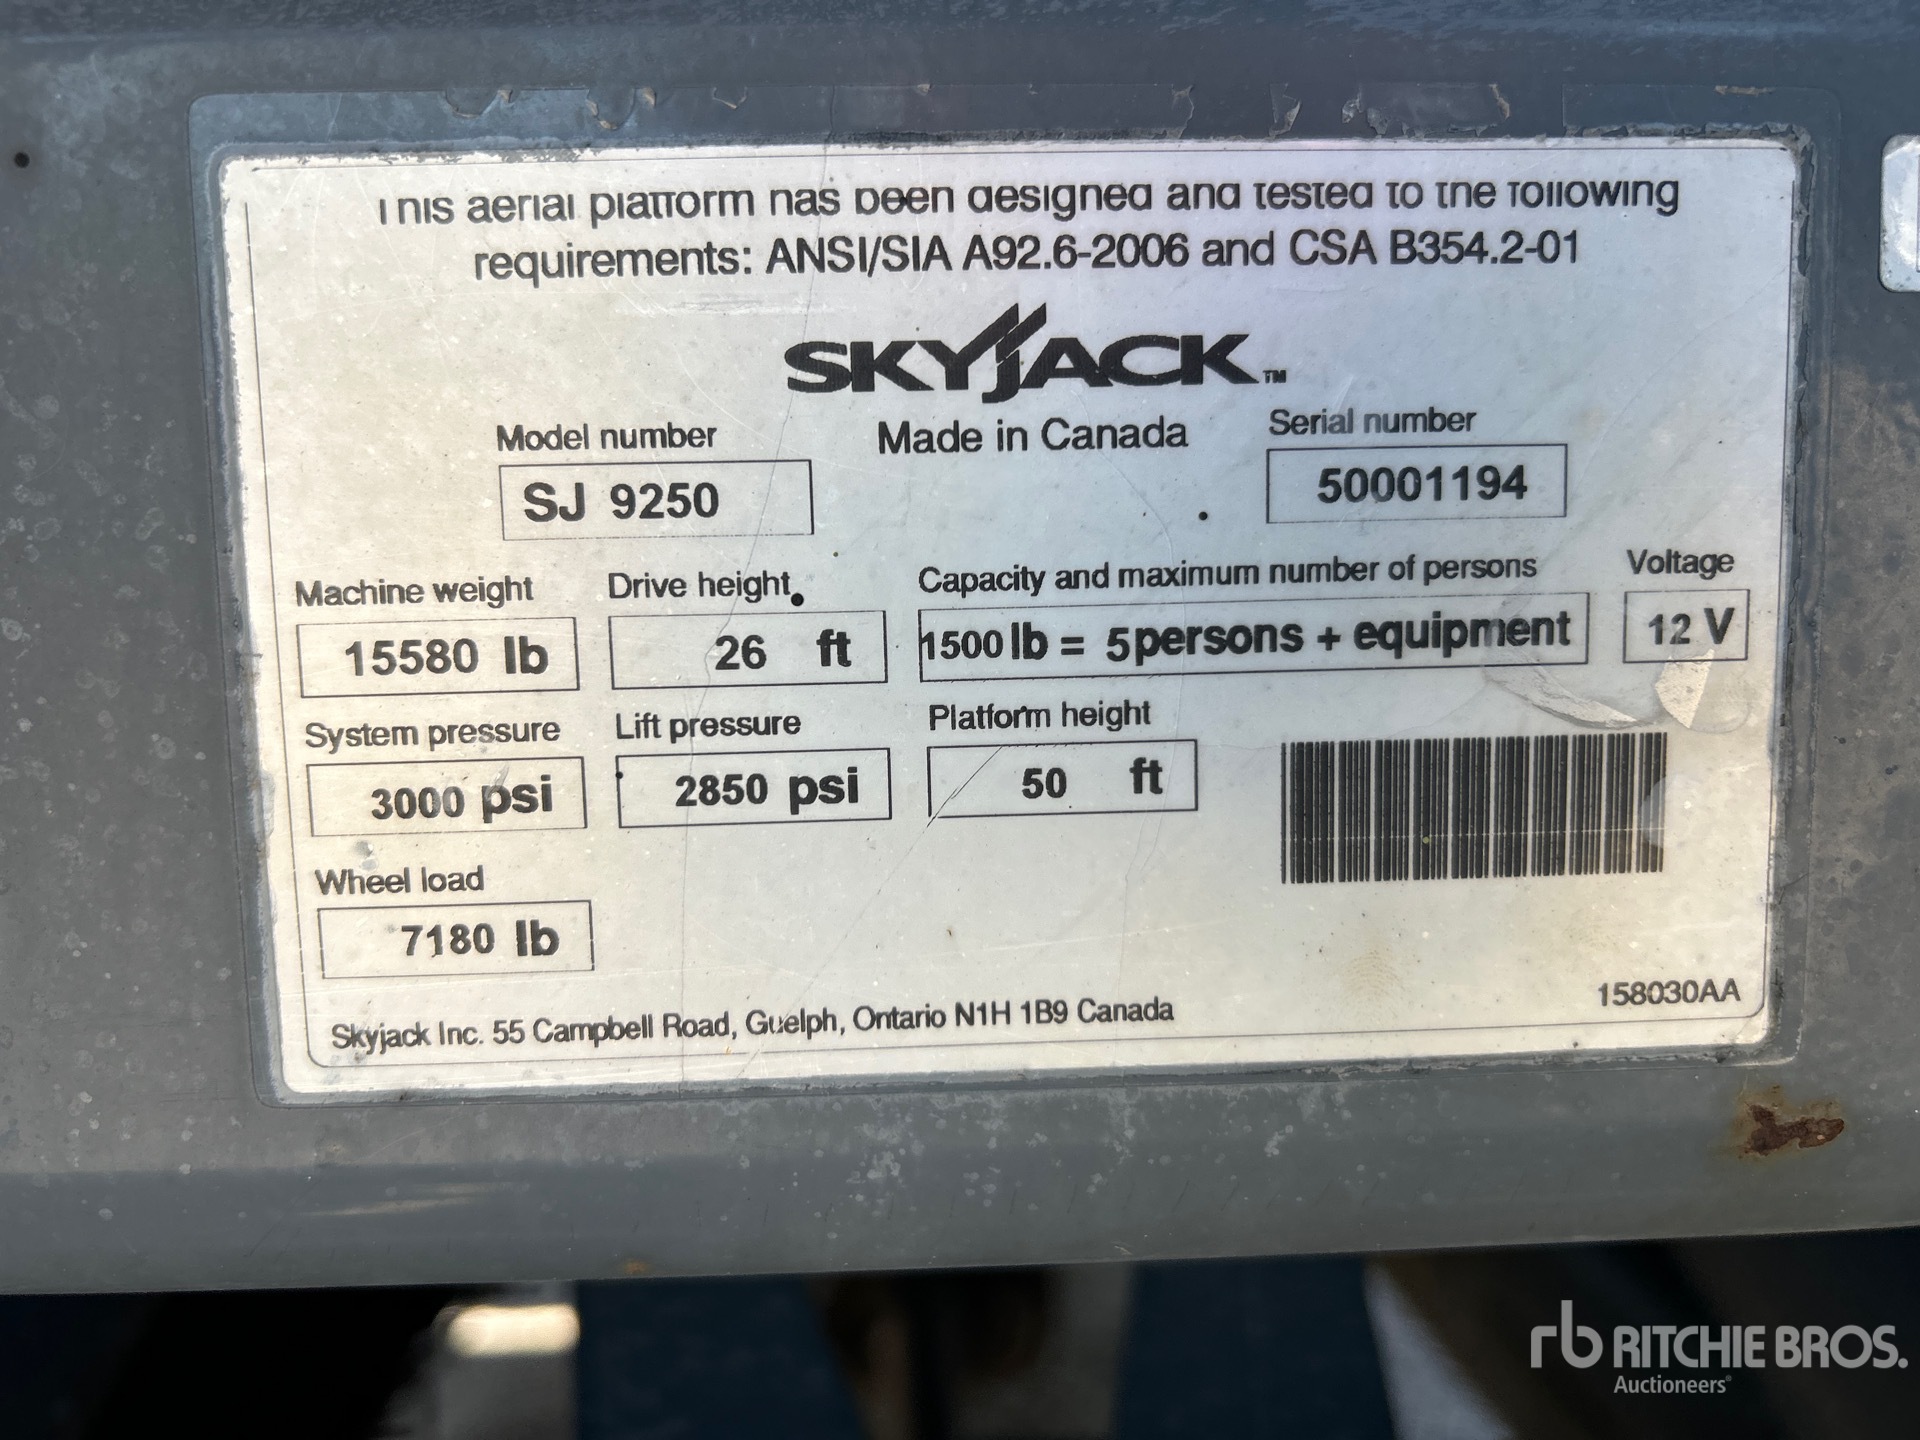 This aerial platform has been designed and tested to the following
requirements: ANSI/SIA A92.6-2006 and CSA B354.2-01
SKYJACK™
Made in Canada
Model number
SJ 9250
Serial number
50001194
Machine weight
15580 lb
Drive height
26 ft
Capacity and maximum number of persons
1500 lb = 5 persons + equipment
Voltage
12 V
System pressure
3000 psi
Lift pressure
2850 psi
Platform height
50 ft
Wheel load
7180 lb
158030AA
Skyjack Inc. 55 Campbell Road, Guelph, Ontario N1H 1B9 Canada
rb RITCHIE BROS.
Auctioneers®